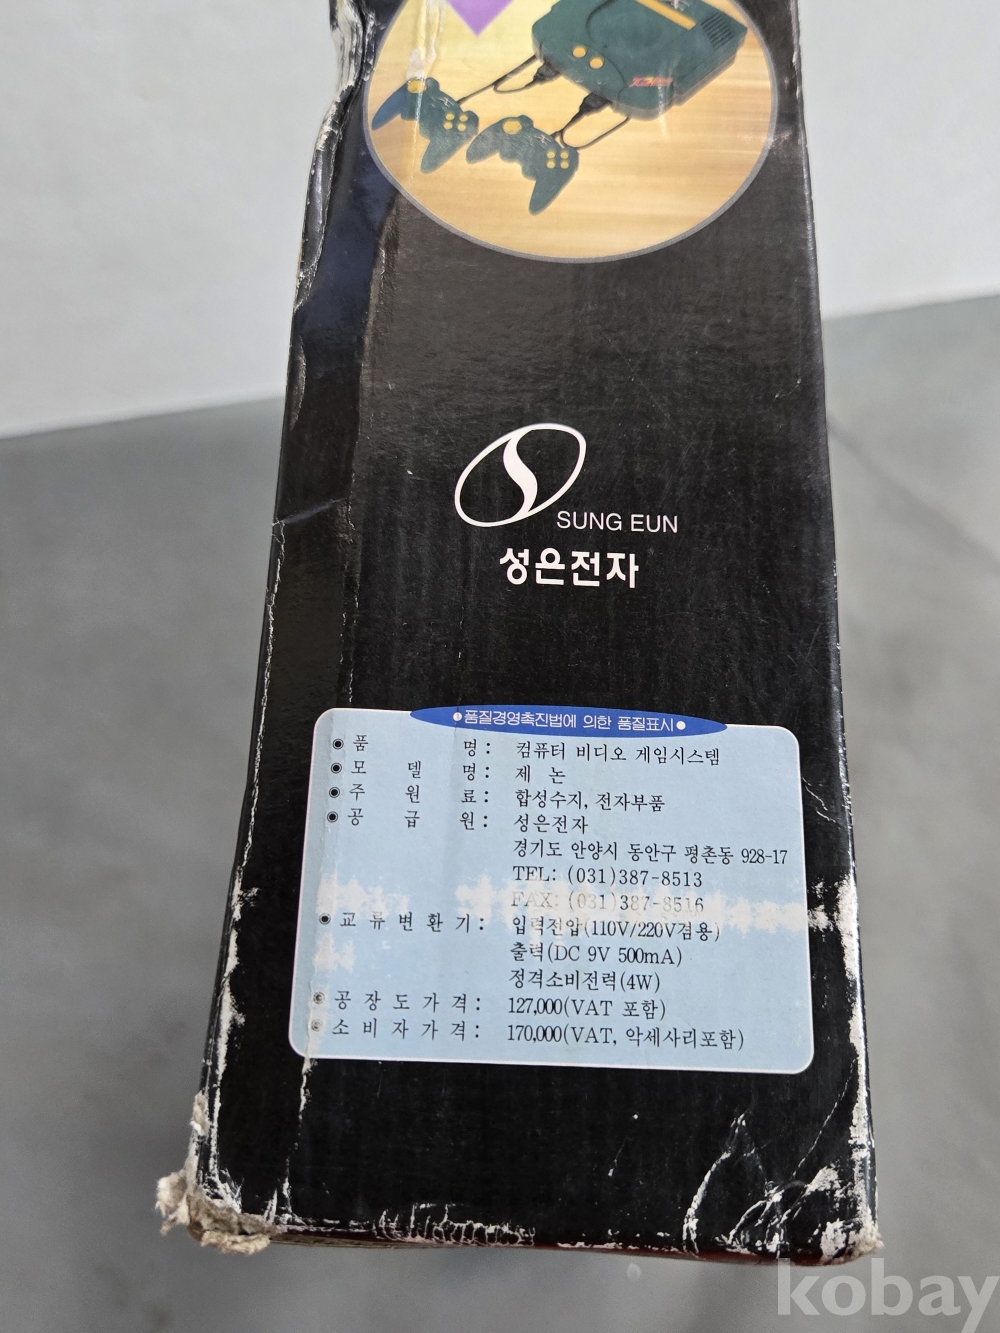 SUNG EUN
성은전자
품질경영촉진법에 의한 품질표시
품 명 : 컴퓨터 비디오 게임시스템
모 델 명 : 제 논
주 원 료 : 합성수지, 전자부품
공 급 원 : 성은전자
경기도 안양시 동안구 평촌동 928-17
TEL: (031)387-8513
FAX: (031)387-8516
교 류 변 환 기 : 입력전압(110V/220V겸용)
출력(DC 9V 500mA)
정격소비전력(4W)
공 장 도 가 격 : 127,000(VAT 포함)
소 비 자 가 격 : 170,000(VAT, 악세사리포함)
kobay